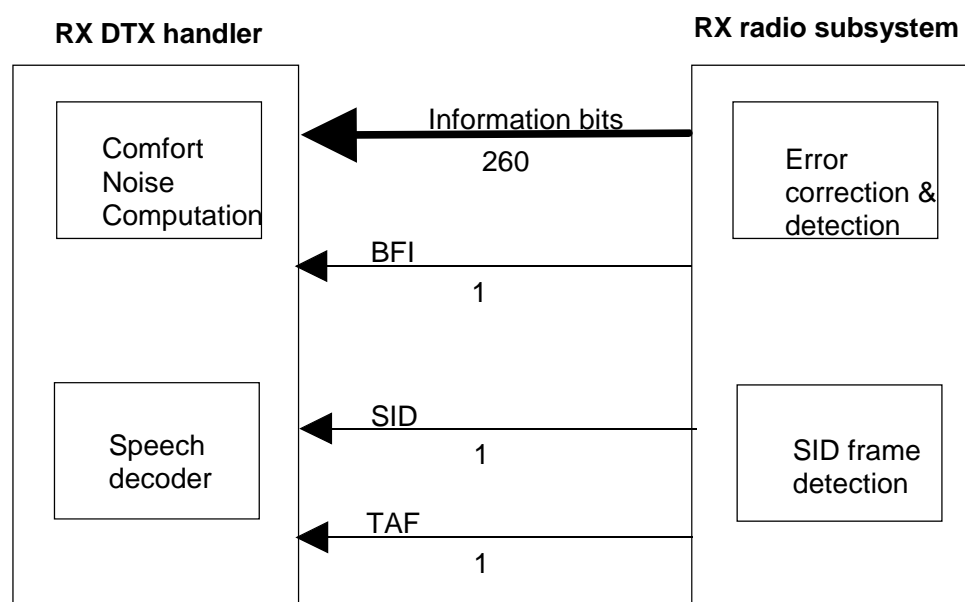 RX DTX handler
RX radio subsystem
Comfort
Noise
Computation
Information bits
260
Error
correction &
detection
BFI
1
Speech
decoder
SID
1
SID frame
detection
TAF
1